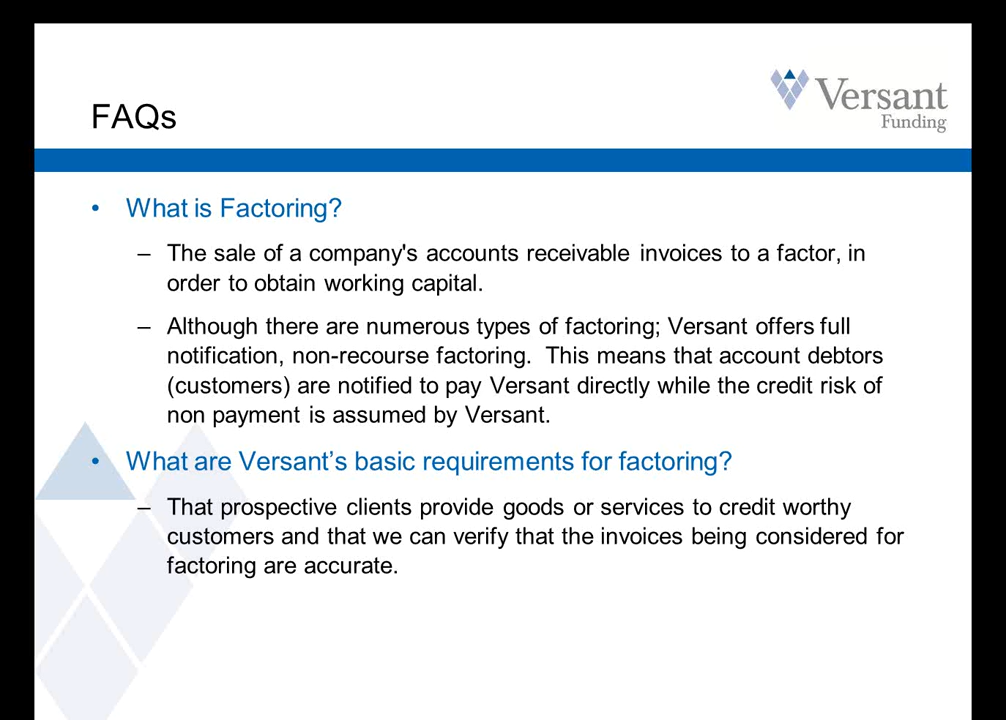 FAQs
Versant
Funding
• What is Factoring?
– The sale of a company's accounts receivable invoices to a factor, in
order to obtain working capital.
– Although there are numerous types of factoring; Versant offers full
notification, non-recourse factoring.  This means that account debtors
(customers) are notified to pay Versant directly while the credit risk of
non payment is assumed by Versant.
• What are Versant’s basic requirements for factoring?
– That prospective clients provide goods or services to credit worthy
customers and that we can verify that the invoices being considered for
factoring are accurate.